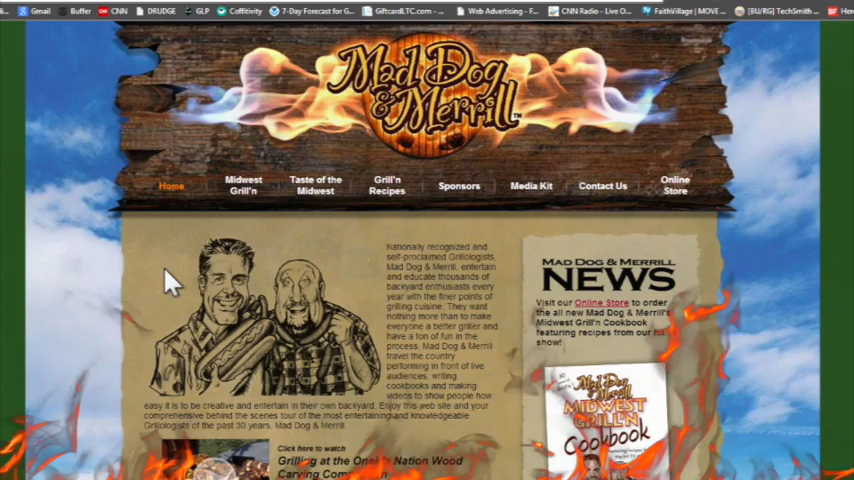 Gmail Buffer CNN DRUDGE GLP Coffitivity 7-Day Forecast for G... GiftcardLTC.com - ... Web Advertising - F... CNN Radio - Live O... FaithVillage | MOVE ... [BU/RG] TechSmith ...
Mad Dog
& Merrill™
Home
Midwest
Grill'n
Taste of the
Midwest
Grill'n
Recipes
Sponsors
Media Kit
Contact Us
Online
Store
Nationally recognized and
self-proclaimed Grillologists,
Mad Dog & Merrill, entertain
and educate thousands of
backyard enthusiasts every
year with the finer points of
grilling cuisine. They want
nothing more than to make
everyone a better griller and
have a ton of fun in the
process. Mad Dog & Merrill
travel the country
performing in front of live
audiences, writing
cookbooks and making
videos to show people how
easy it is to be creative and entertain in their own backyard. Enjoy this web site and your
comprehensive behind the scenes tour of the most entertaining and knowledgeable
Grillologists of the past 30 years, Mad Dog & Merrill.
Click here to watch
Grilling at the Nation Wood
Carving
MAD DOG & MERRILL
NEWS
Visit our Online Store to order
the all new Mad Dog & Merrill's
Midwest Grill'n Cookbook
featuring recipes from our hit
show!
Mad Dog
& Merrill
MIDWEST
GRILL'N
Cookbook